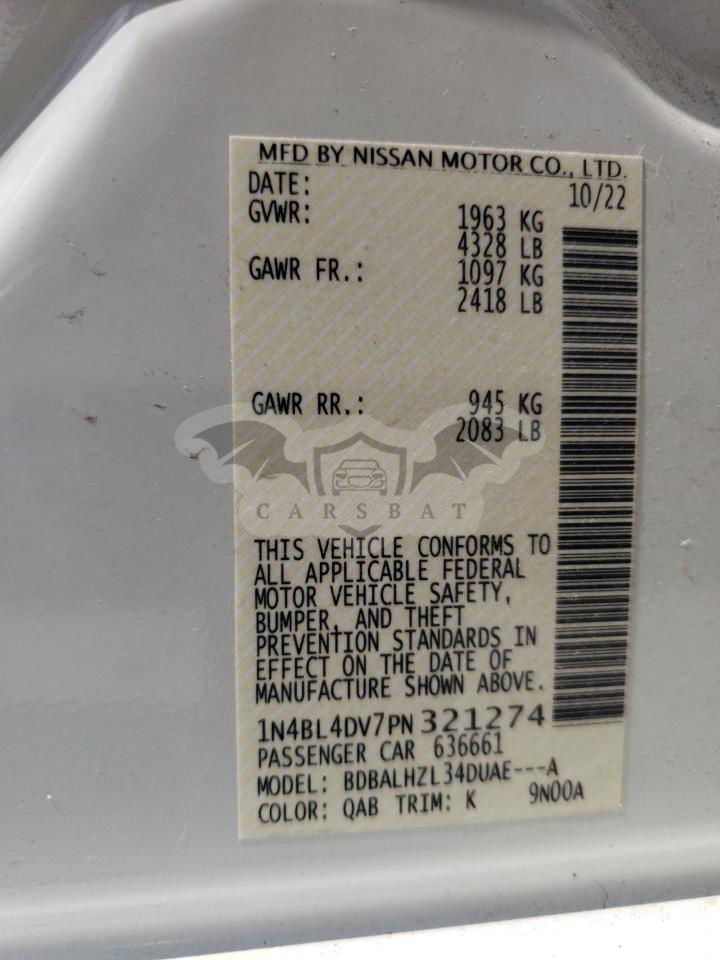 MFD BY NISSAN MOTOR CO., LTD.
DATE: 10/22
GVWR: 1963 KG
4328 LB
GAWR FR.: 1097 KG
2418 LB
GAWR RR.: 945 KG
2083 LB
CARSBAT
THIS VEHICLE CONFORMS TO
ALL APPLICABLE FEDERAL
MOTOR VEHICLE SAFETY,
BUMPER, AND THEFT
PREVENTION STANDARDS IN
EFFECT ON THE DATE OF
MANUFACTURE SHOWN ABOVE.
1N4BL4DV7PN 321274
PASSENGER CAR 636661
MODEL: BDBALHZL34DUAE---A
COLOR: QAB TRIM: K 9N00A